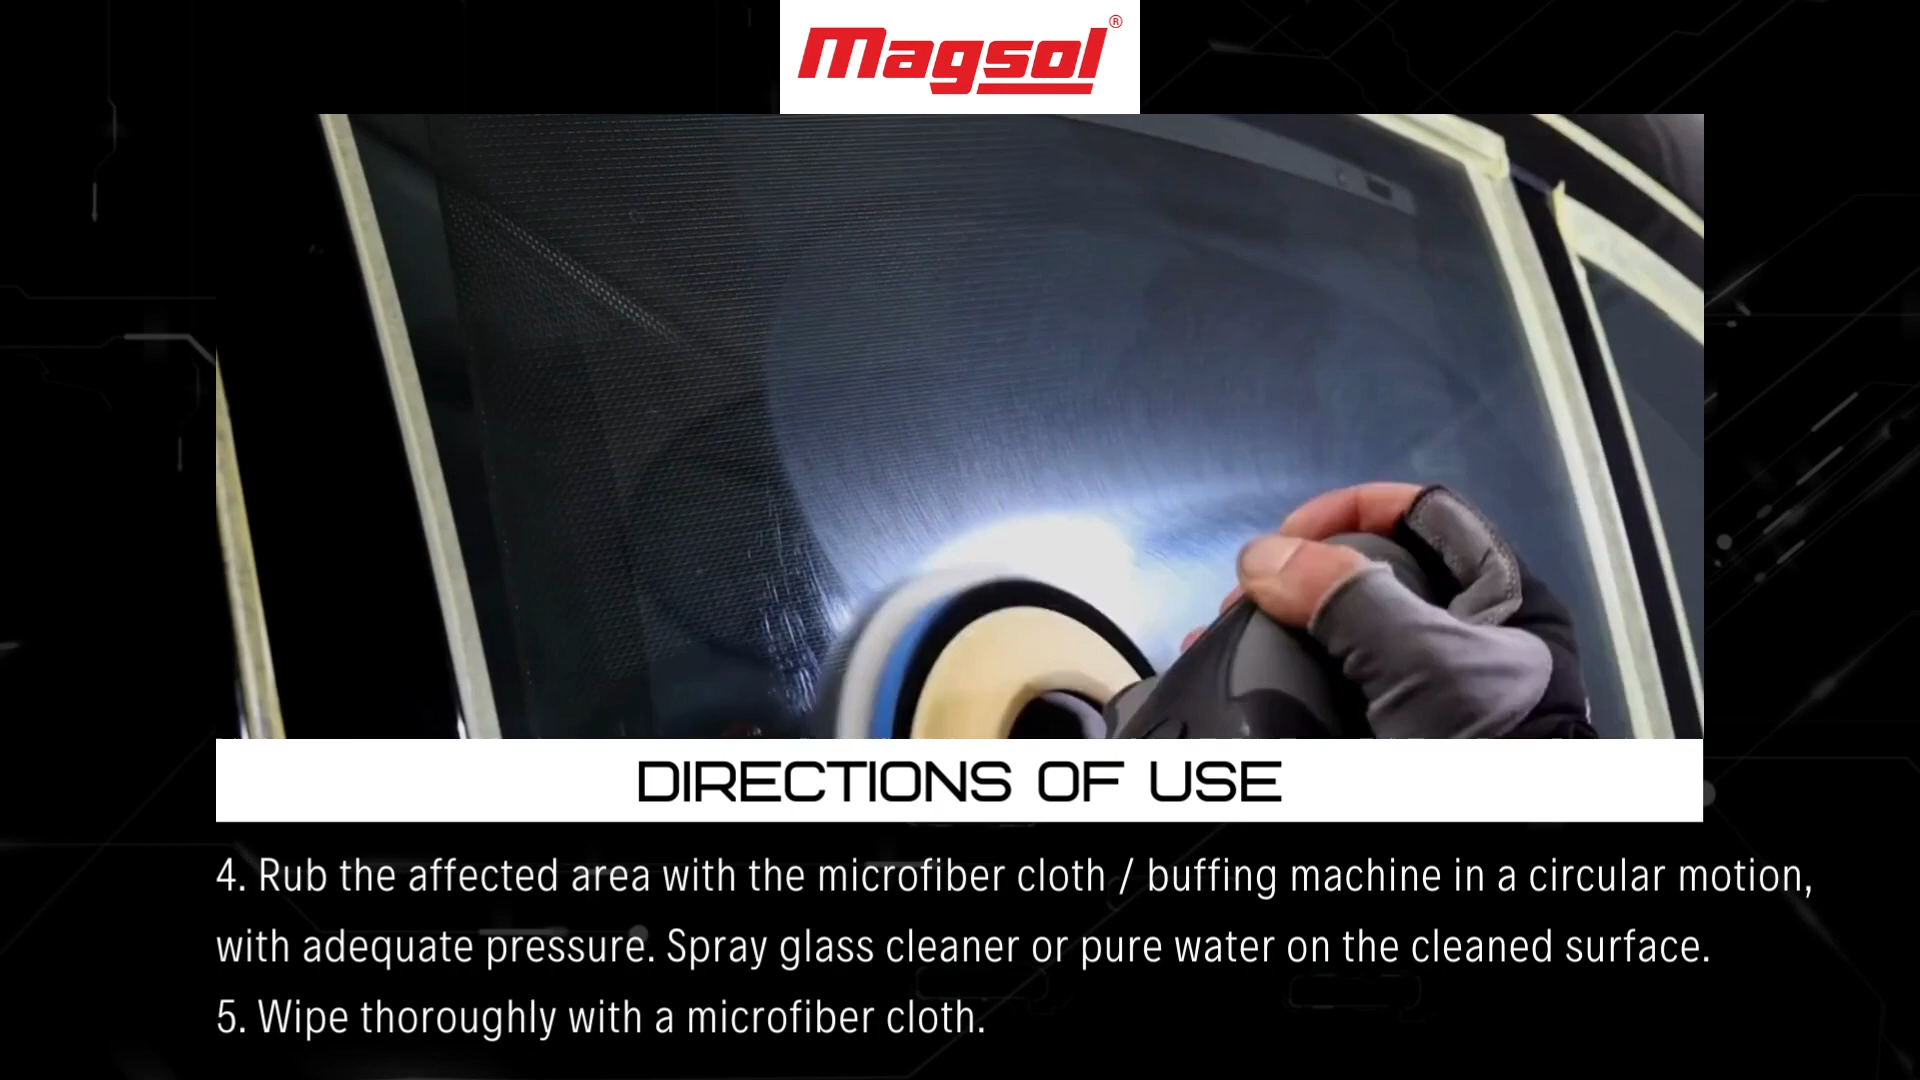 Magsol®
DIRECTIONS OF USE
4. Rub the affected area with the microfiber cloth / buffing machine in a circular motion,
with adequate pressure. Spray glass cleaner or pure water on the cleaned surface.
5. Wipe thoroughly with a microfiber cloth.